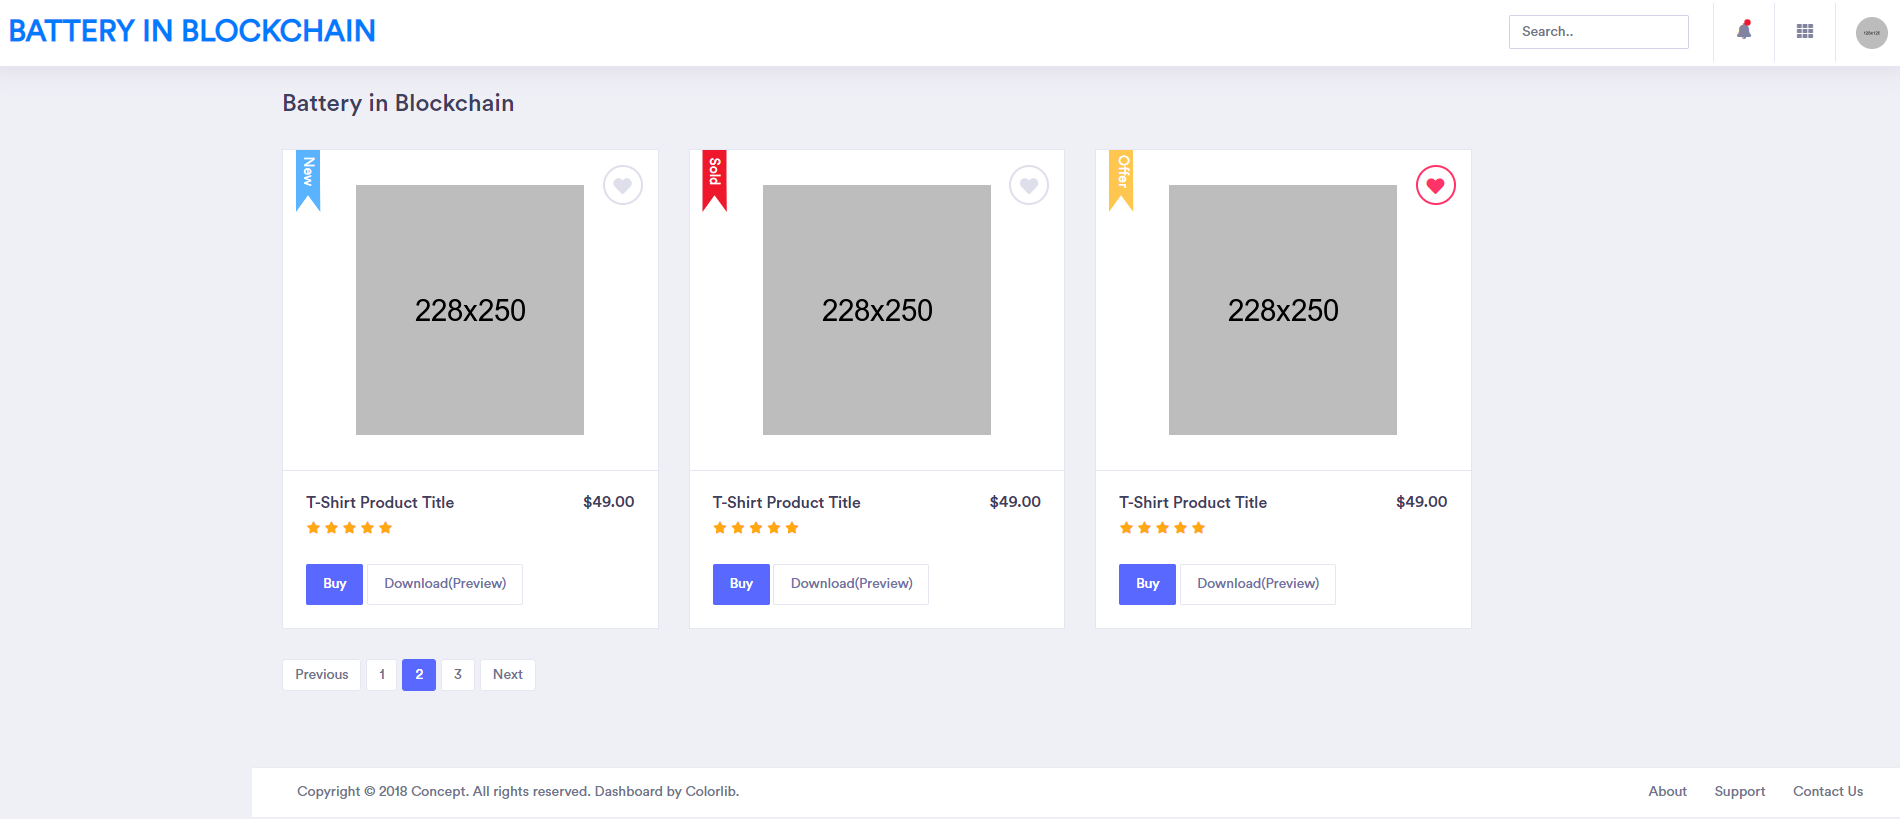 BATTERY IN BLOCKCHAIN
Search..
Battery in Blockchain
New
Sold
Offer
228x250
228x250
228x250
T-Shirt Product Title
$49.00
T-Shirt Product Title
$49.00
T-Shirt Product Title
$49.00
Buy
Download(Preview)
Buy
Download(Preview)
Buy
Download(Preview)
Previous
1
2
3
Next
Copyright © 2018 Concept. All rights reserved. Dashboard by Colorlib.
About
Support
Contact Us